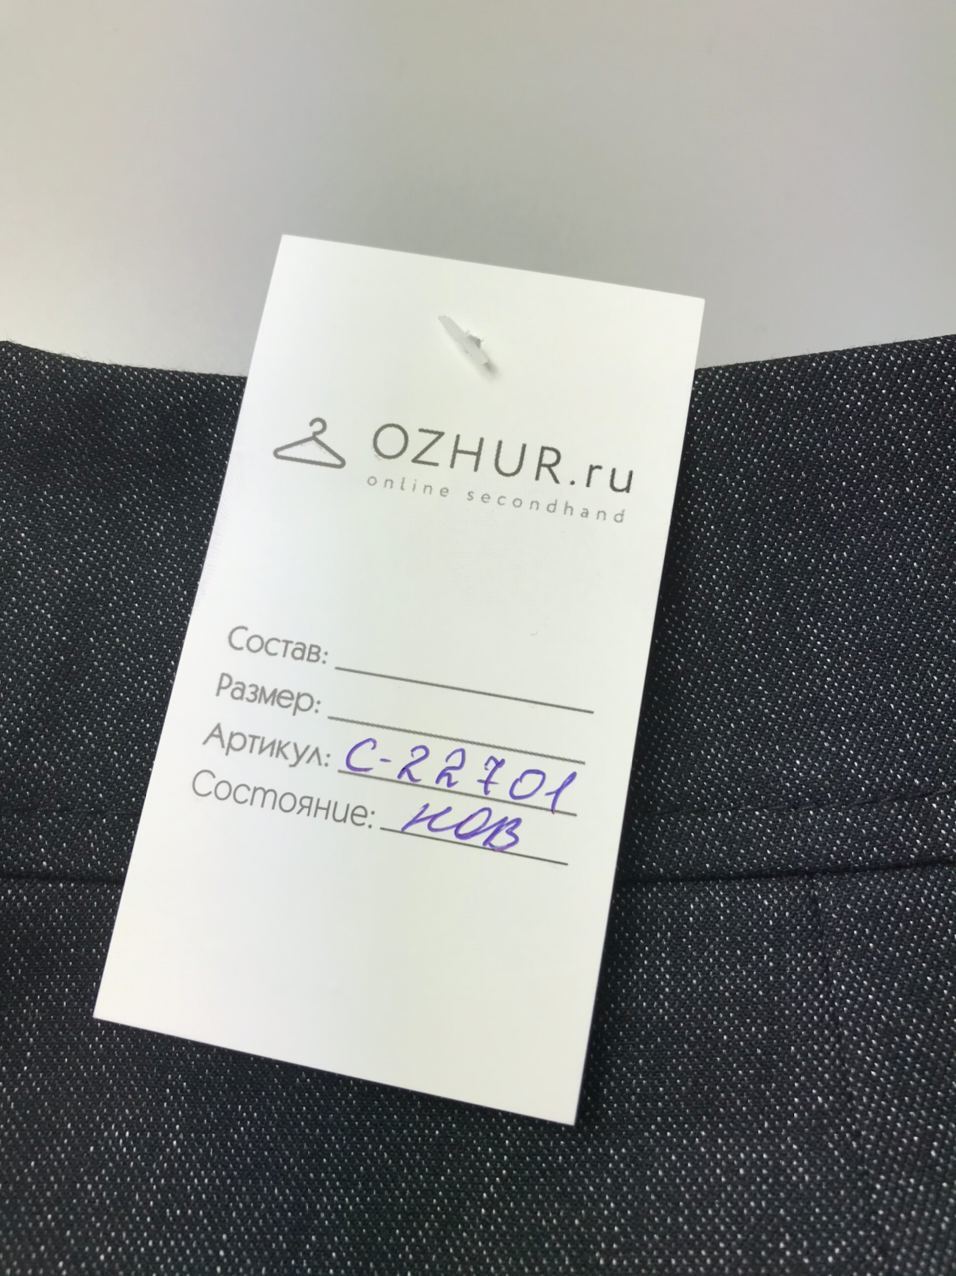 OZHUR.ru
online secondhand
Состав:
Размер:
Артикул: С-22701
Состояние: нов